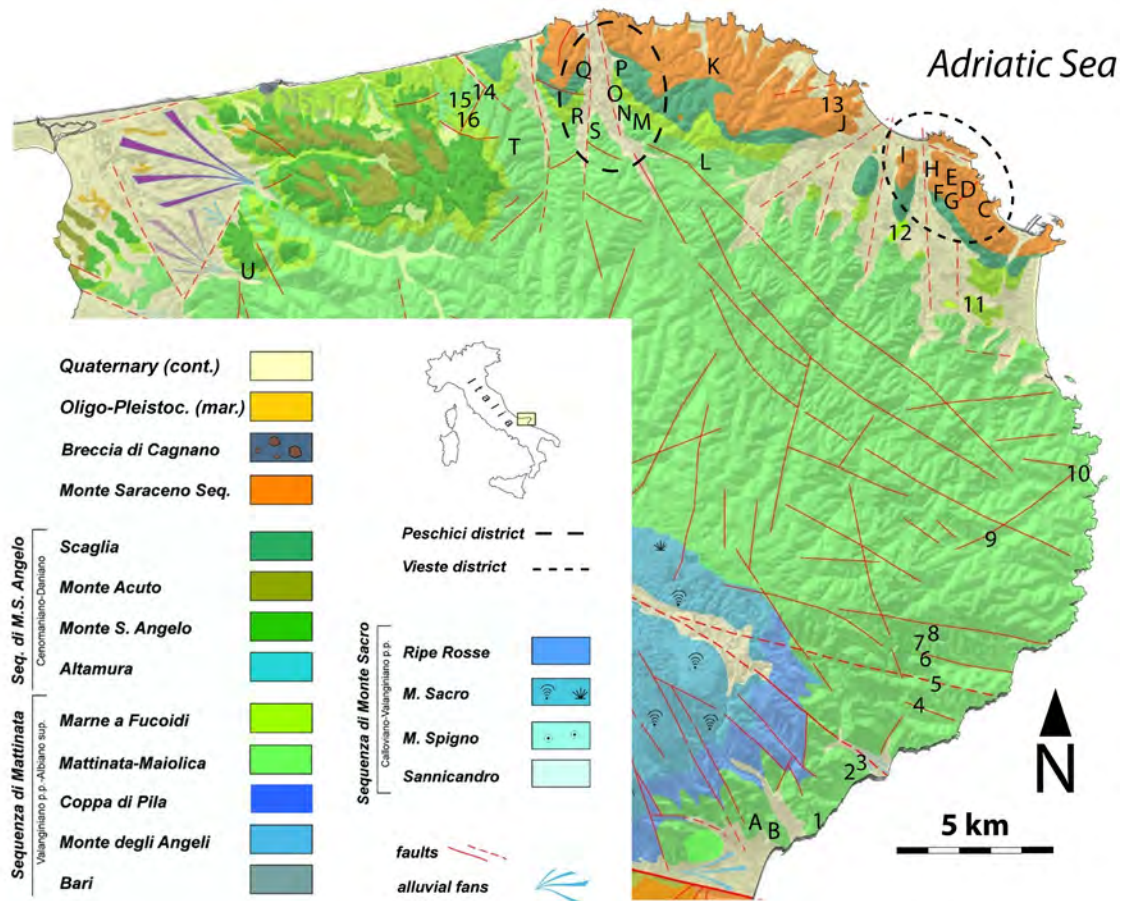 Adriatic Sea
K
P
Q
O
N
M
R
S
T
L
15
14
16
13
J
I
H
E
F
D
G
C
12
11
U
10
9
8
7
6
5
4
3
2
1
A
B
N
5 km
Italia
Quaternary (cont.)
Oligo-Pleistoc. (mar.)
Breccia di Cagnano
Monte Saraceno Seq.
Seq. di M.S. Angelo
Cenomaniano-Daniano
Scaglia
Monte Acuto
Monte S. Angelo
Altamura
Sequenza di Mattinata
Valanginiano p.p.-Albiano sup.
Marne a Fucoidi
Mattinata-Maiolica
Coppa di Pila
Monte degli Angeli
Bari
Peschici district
Vieste district
Sequenza di Monte Sacro
Calloviano-Valanginiano p.p.
Ripe Rosse
M. Sacro
M. Spigno
Sannicandro
faults
alluvial fans